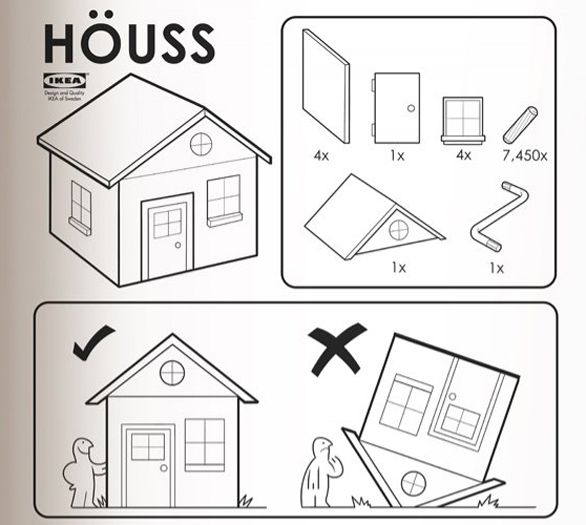 HÖUSS
IKEA
Design and Quality
IKEA of Sweden
4x
1x
4x
7,450x
1x
1x